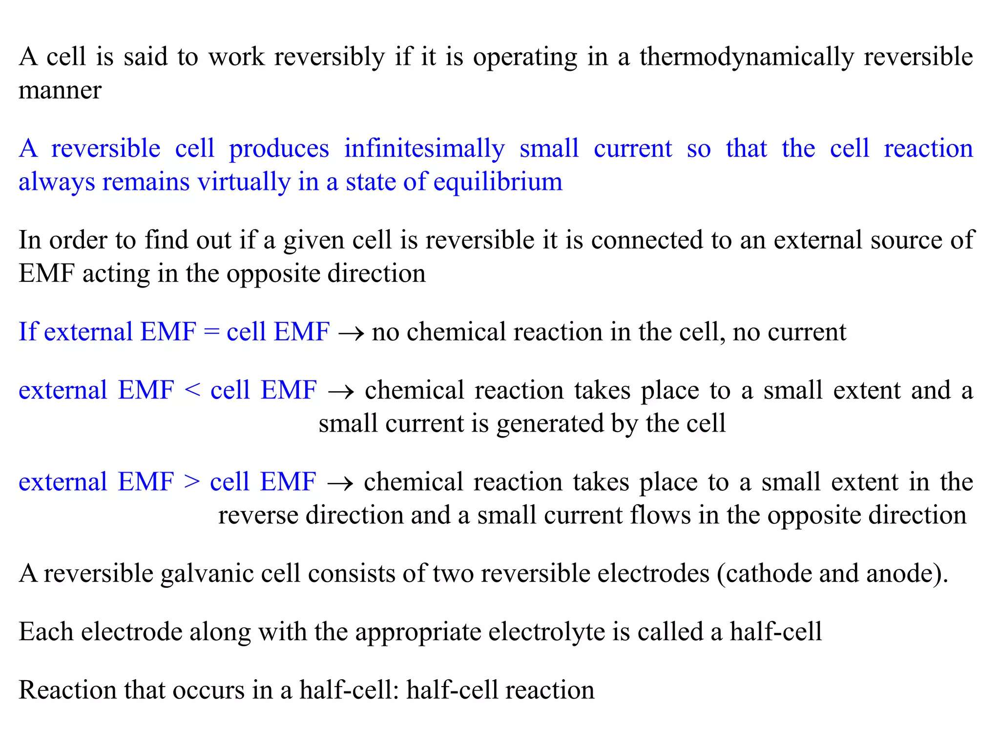 A cell is said to work reversibly if it is operating in a thermodynamically reversible
manner
A reversible cell produces infinitesimally small current so that the cell reaction
always remains virtually in a state of equilibrium
In order to find out if a given cell is reversible it is connected to an external source of
EMF acting in the opposite direction
If external EMF = cell EMF → no chemical reaction in the cell, no current
external EMF < cell EMF → chemical reaction takes place to a small extent and a
small current is generated by the cell
external EMF > cell EMF → chemical reaction takes place to a small extent in the
reverse direction and a small current flows in the opposite direction
A reversible galvanic cell consists of two reversible electrodes (cathode and anode).
Each electrode along with the appropriate electrolyte is called a half-cell
Reaction that occurs in a half-cell: half-cell reaction